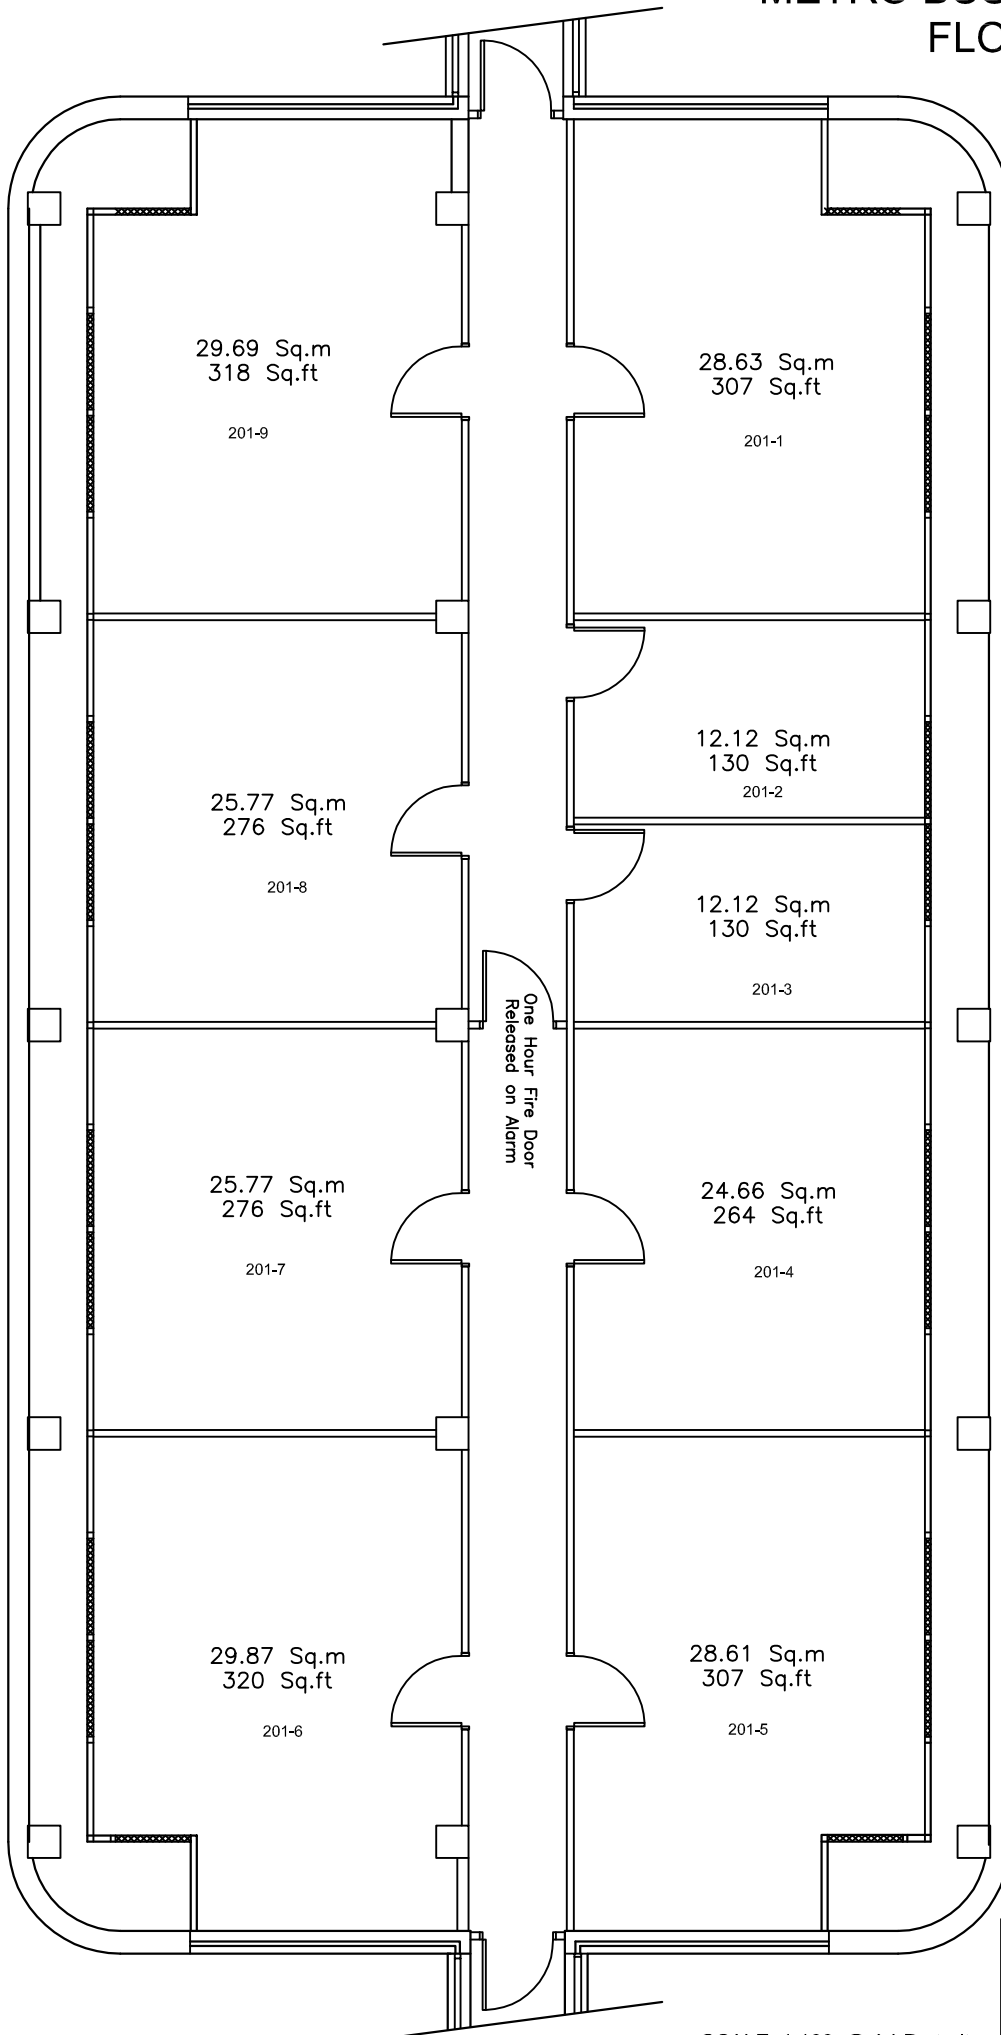 FLO
29.69 Sq.m
318 Sq.ft
201-9
28.63 Sq.m
307 Sq.ft
201-1
12.12 Sq.m
130 Sq.ft
201-2
25.77 Sq.m
276 Sq.ft
201-8
12.12 Sq.m
130 Sq.ft
201-3
One Hour Fire Door
Released on Alarm
25.77 Sq.m
276 Sq.ft
201-7
24.66 Sq.m
264 Sq.ft
201-4
29.87 Sq.m
320 Sq.ft
201-6
28.61 Sq.m
307 Sq.ft
201-5